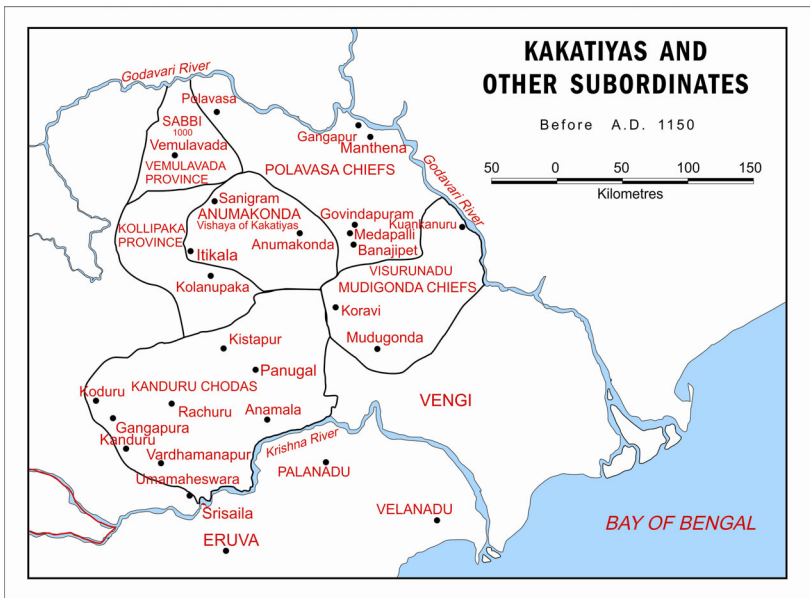 KAKATIYAS AND
OTHER SUBORDINATES
Before A.D. 1150
50 0 50 100 150
Kilometres
Godavari River
Polavasa
SABBI
1000
Vemulavada
VEMULAVADA
PROVINCE
Gangapur
Manthena
POLAVASA CHIEFS
Godavari River
Sanigram
ANUMAKONDA
Vishaya of Kakatiyas
Anumakonda
KOLLIPAKA
PROVINCE
Itikala
Kolanupaka
Govindapuram
Medapalli
Banajipet
Kuankanuru
VISURUNADU
MUDIGONDA CHIEFS
Koravi
Mudugonda
Kistapur
Panugal
KANDURU CHODAS
Koduru
Rachuru
Anamala
Gangapura
Kanduru
Vardhamanapur
Umamaheswara
Srisaila
ERUVA
Krishna River
PALANADU
VENGI
VELANADU
BAY OF BENGAL